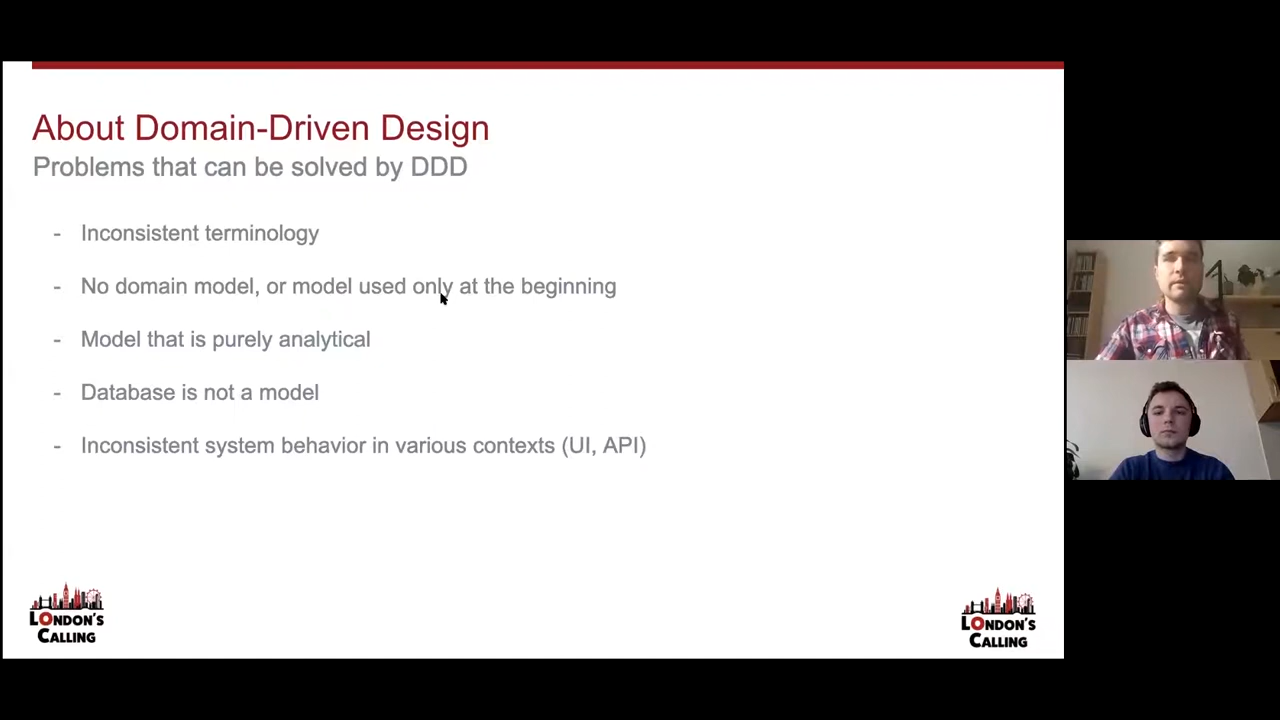 About Domain-Driven Design
Problems that can be solved by DDD
- Inconsistent terminology
- No domain model, or model used only at the beginning
- Model that is purely analytical
- Database is not a model
- Inconsistent system behavior in various contexts (UI, API)
LONDON'S
CALLING
LONDON'S
CALLING